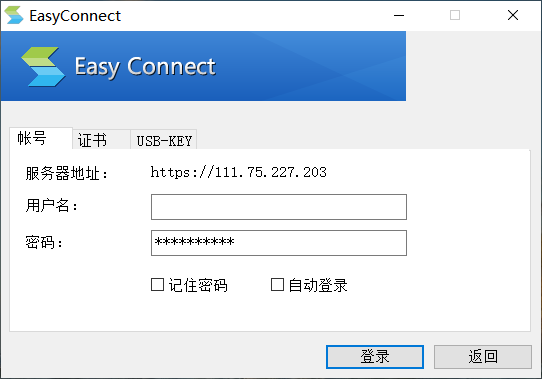 EasyConnect
Easy Connect
帐号 证书 USB-KEY
服务器地址: https://111.75.227.203
用户名:
密码: **********
记住密码 自动登录
登录 返回